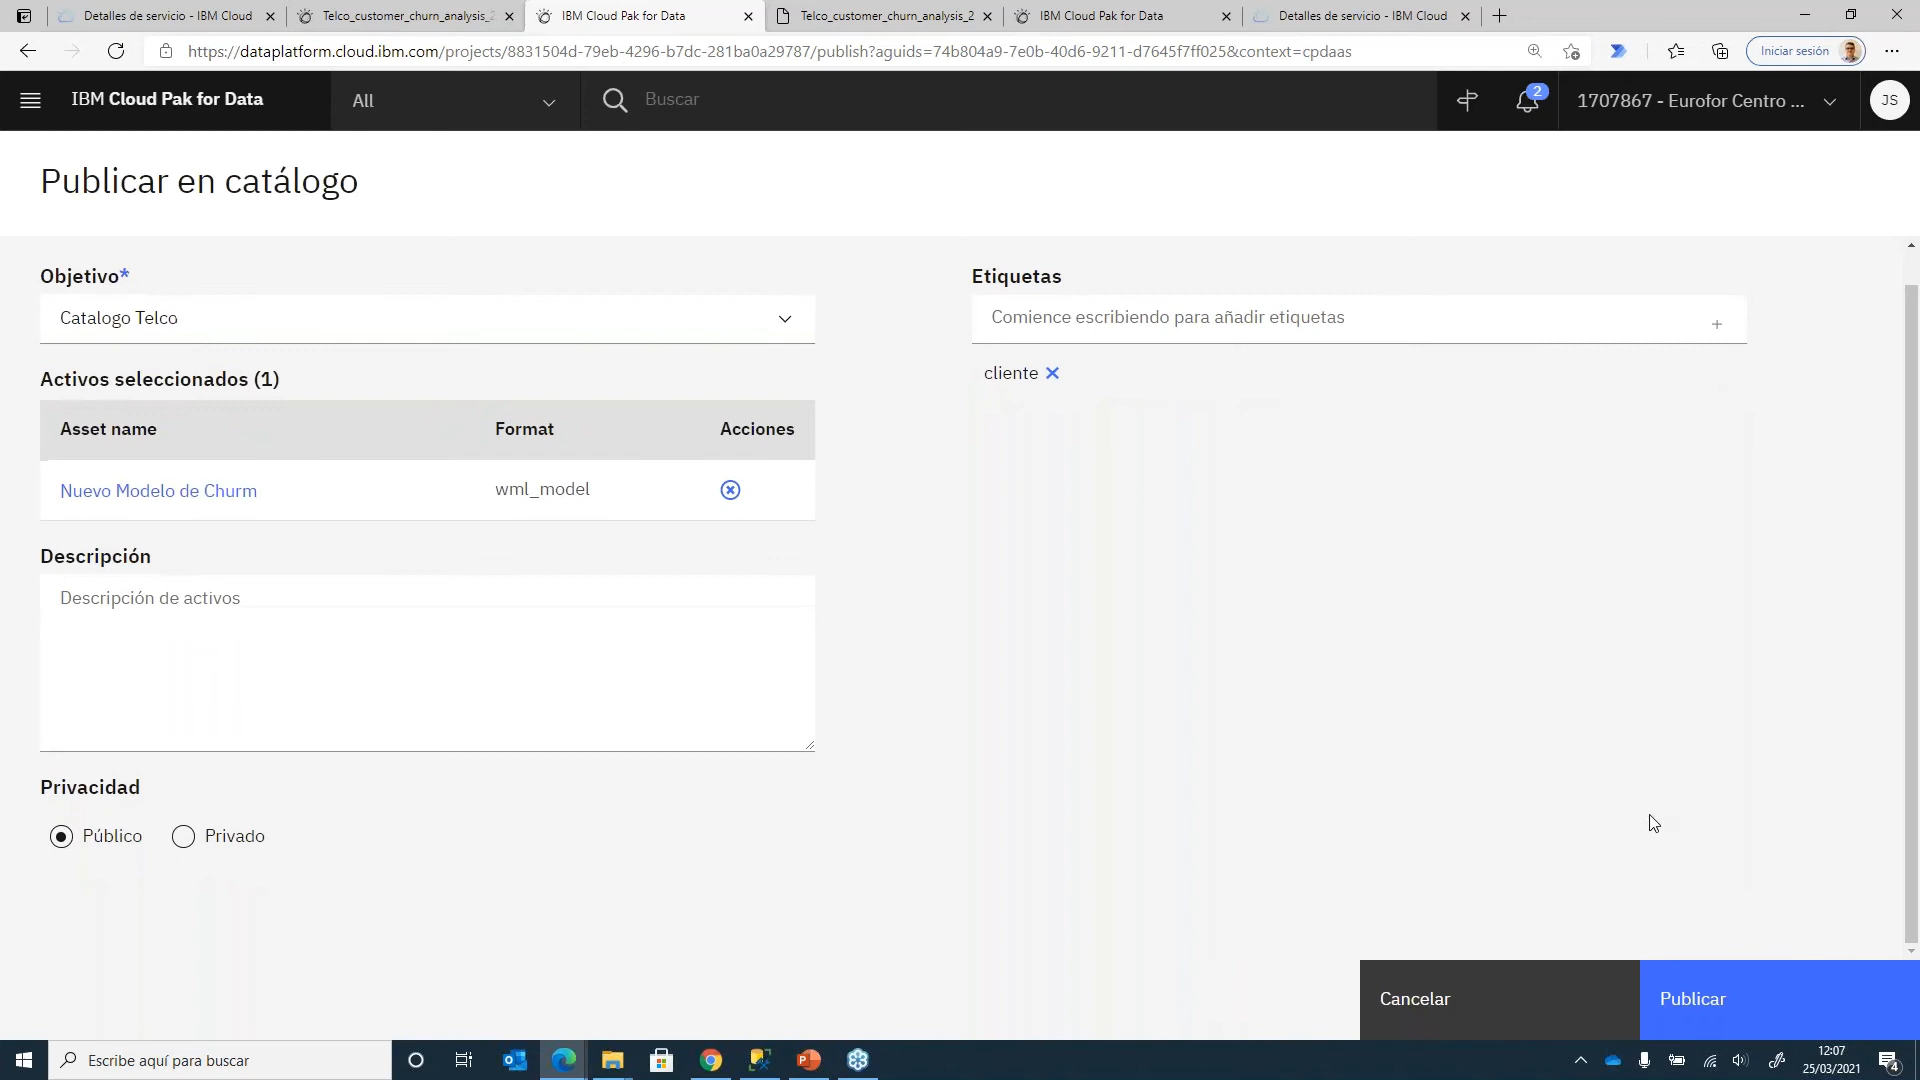 Detalles de servicio - IBM Cloud
Telco_customer_churn_analysis_2
IBM Cloud Pak for Data
Telco_customer_churn_analysis_2
IBM Cloud Pak for Data
Detalles de servicio - IBM Cloud
https://dataplatform.cloud.ibm.com/projects/8831504d-79eb-4296-b7dc-281ba0a29787/publish?aguids=74b804a9-7e0b-40d6-9211-d7645f7ff025&context=cpdaas
Iniciar sesión
IBM Cloud Pak for Data
All
Buscar
2
1707867 - Eurofor Centro ...
JS
Publicar en catálogo
Objetivo*
Catalogo Telco
Activos seleccionados (1)
Asset name Format Acciones
Nuevo Modelo de Churm wml_model
Descripción
Descripción de activos
Privacidad
Público Privado
Etiquetas
Comience escribiendo para añadir etiquetas
cliente
Cancelar
Publicar
Escribe aquí para buscar
12:07
25/03/2021
4